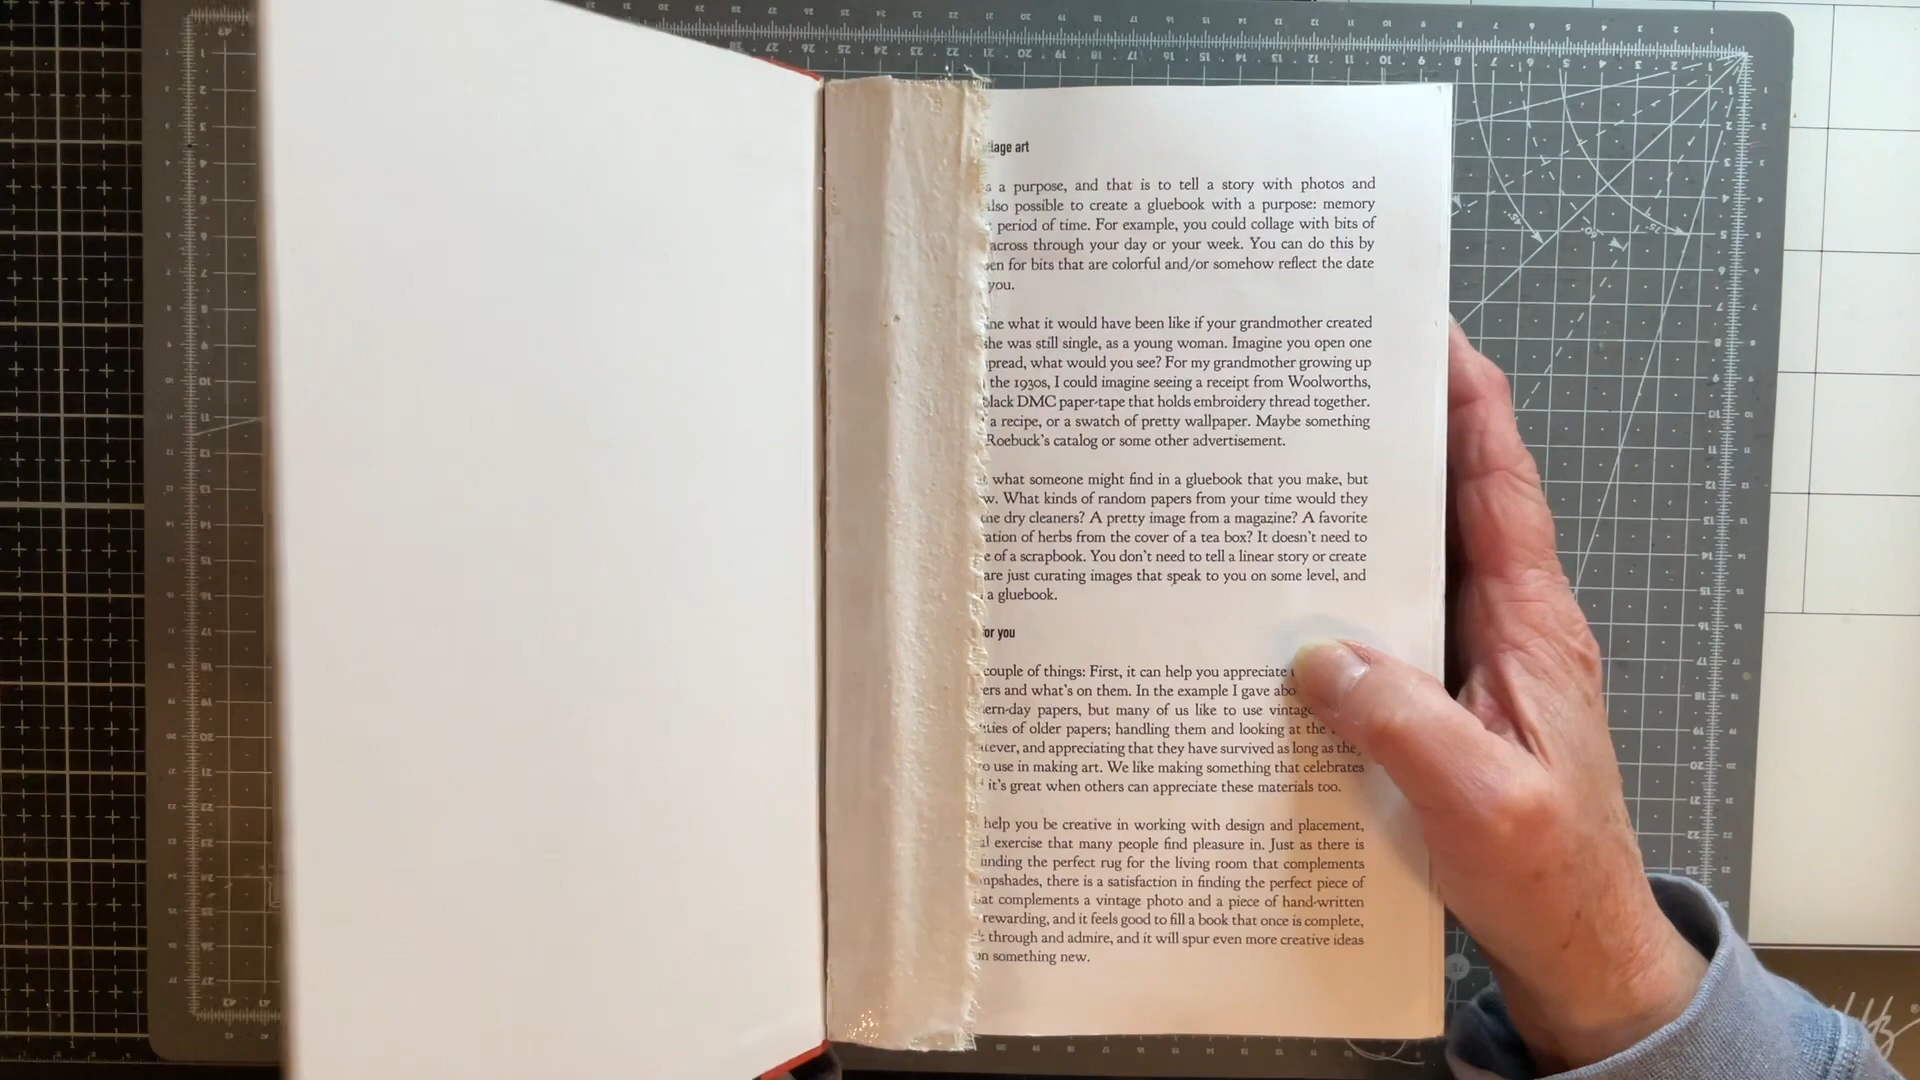 lage art
a purpose, and that is to tell a story with photos and
also possible to create a gluebook with a purpose: memory
period of time. For example, you could collage with bits of
across through your day or your week. You can do this by
for bits that are colorful and/or somehow reflect the date
you.
what it would have been like if your grandmother created
she was still single, as a young woman. Imagine you open one
spread, what would you see? For my grandmother growing up
the 1930s, I could imagine seeing a receipt from Woolworths,
black DMC paper-tape that holds embroidery thread together.
a recipe, or a swatch of pretty wallpaper. Maybe something
Roebuck's catalog or some other advertisement.
what someone might find in a gluebook that you make, but
w. What kinds of random papers from your time would they
dry cleaners? A pretty image from a magazine? A favorite
ation of herbs from the cover of a tea box? It doesn't need to
of a scrapbook. You don't need to tell a linear story or create
are just curating images that speak to you on some level, and
a gluebook.
for you
couple of things: First, it can help you appreciate
ers and what's on them. In the example I gave abo
ern-day papers, but many of us like to use vintag
ties of older papers; handling them and looking at the
tever, and appreciating that they have survived as long as they
to use in making art. We like making something that celebrates
it's great when others can appreciate these materials too.
help you be creative in working with design and placement,
al exercise that many people find pleasure in. Just as there is
finding the perfect rug for the living room that complements
mpshades, there is a satisfaction in finding the perfect piece of
at complements a vintage photo and a piece of hand-written
rewarding, and it feels good to fill a book that once is complete,
through and admire, and it will spur even more creative ideas
on something new.